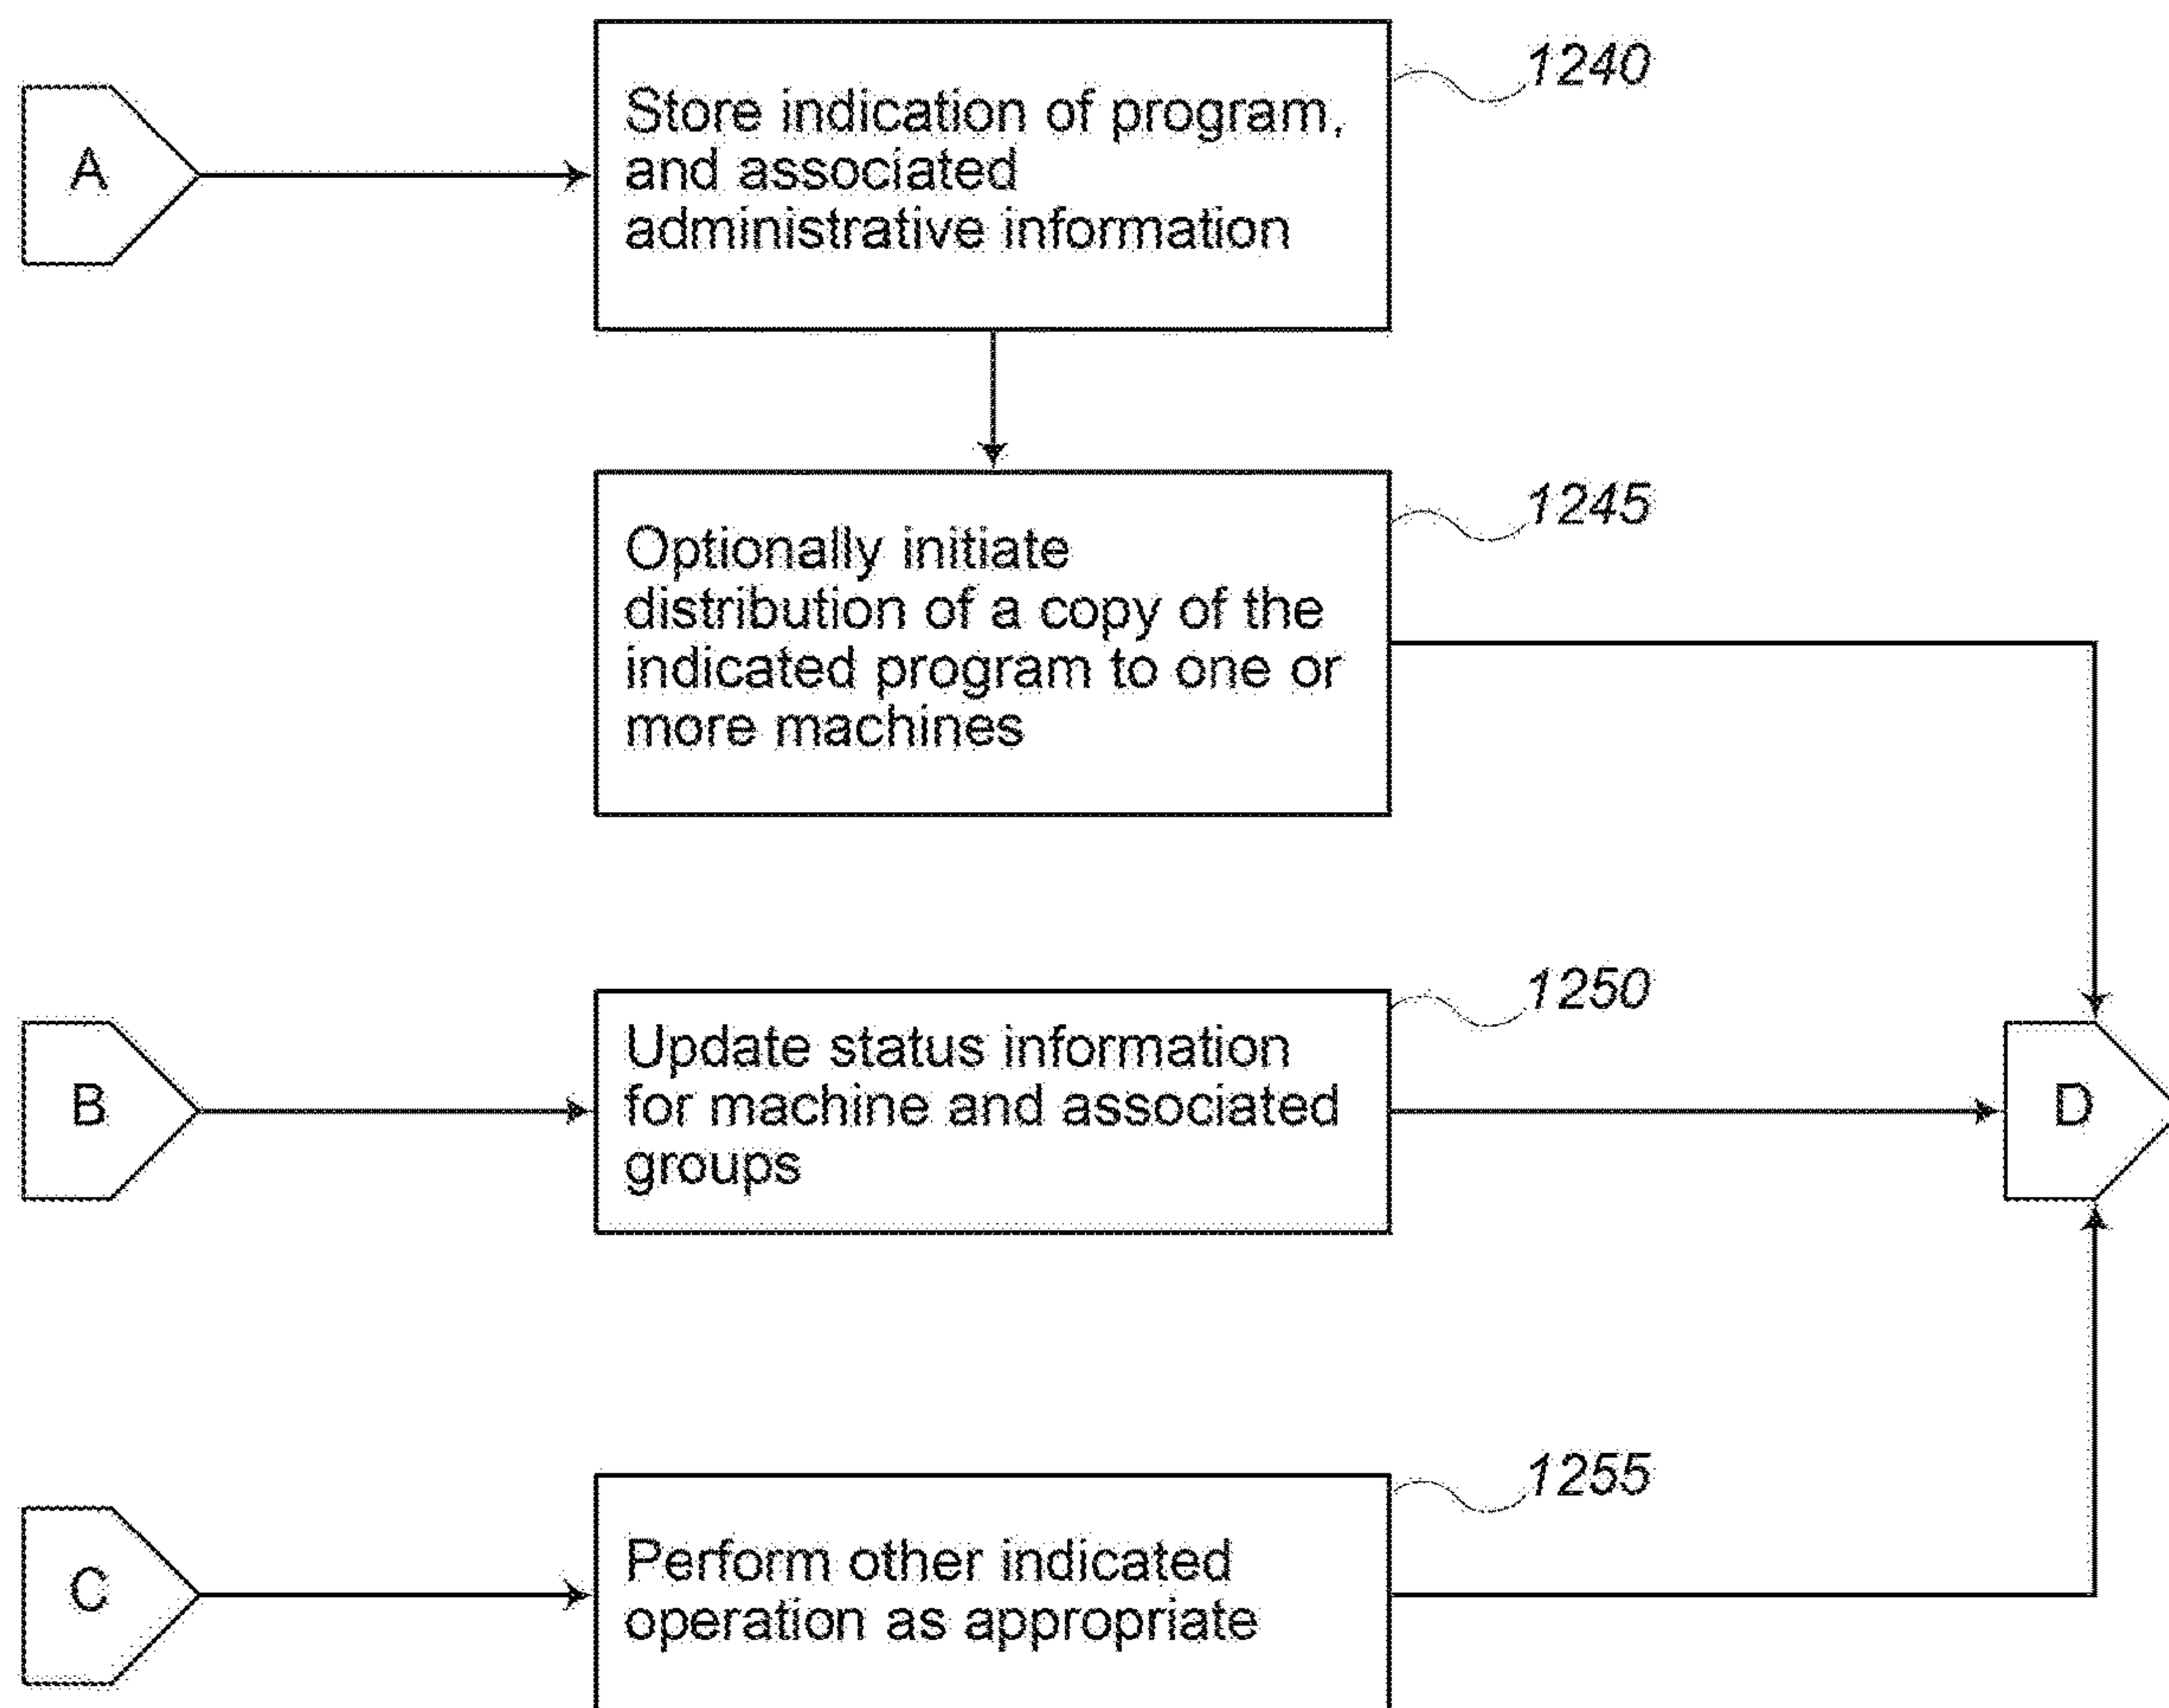 A
Store indication of program,
and associated
administrative information
1240
Optionally initiate
distribution of a copy of the
indicated program to one or
more machines
1245
B
Update status information
for machine and associated
groups
1250
D
C
Perform other indicated
operation as appropriate
1255